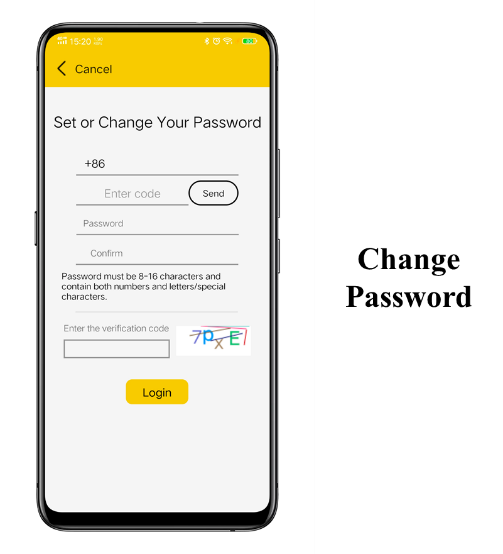 15:20
Cancel
Set or Change Your Password
+86
Enter code
Send
Password
Confirm
Password must be 8-16 characters and
contain both numbers and letters/special
characters.
Enter the verification code
7PxE
Login
Change
Password